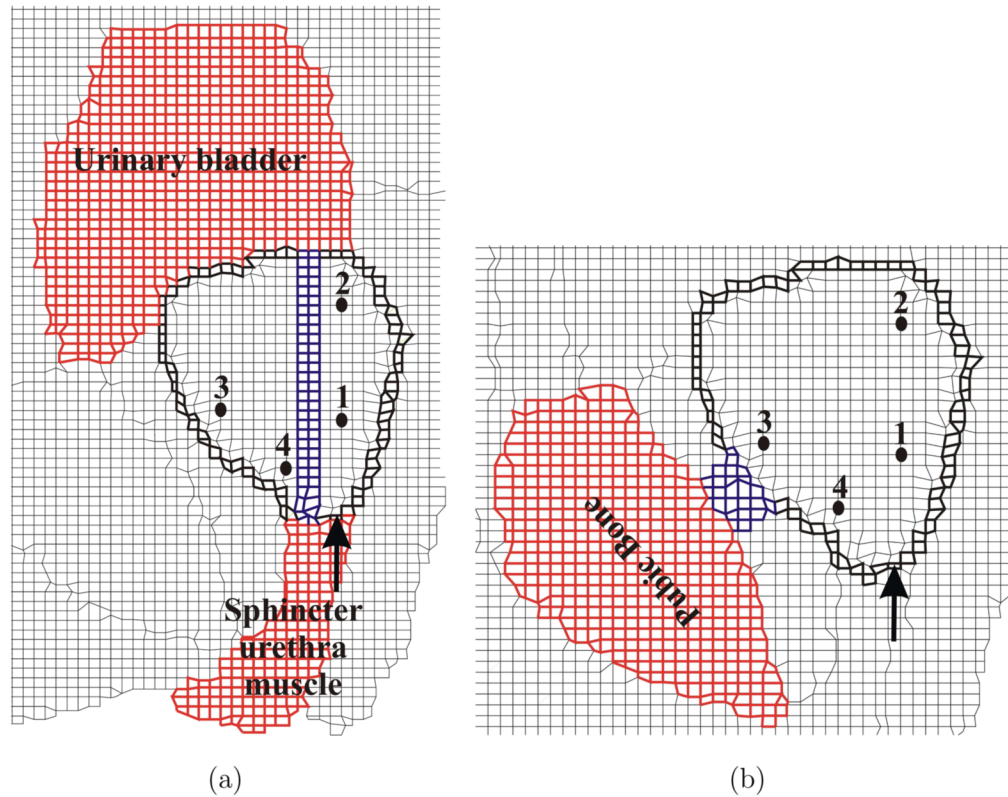 Urinary bladder
2
3
1
4
Sphincter
urethra
muscle
(a)
2
3
1
4
Pubic Bone
(b)